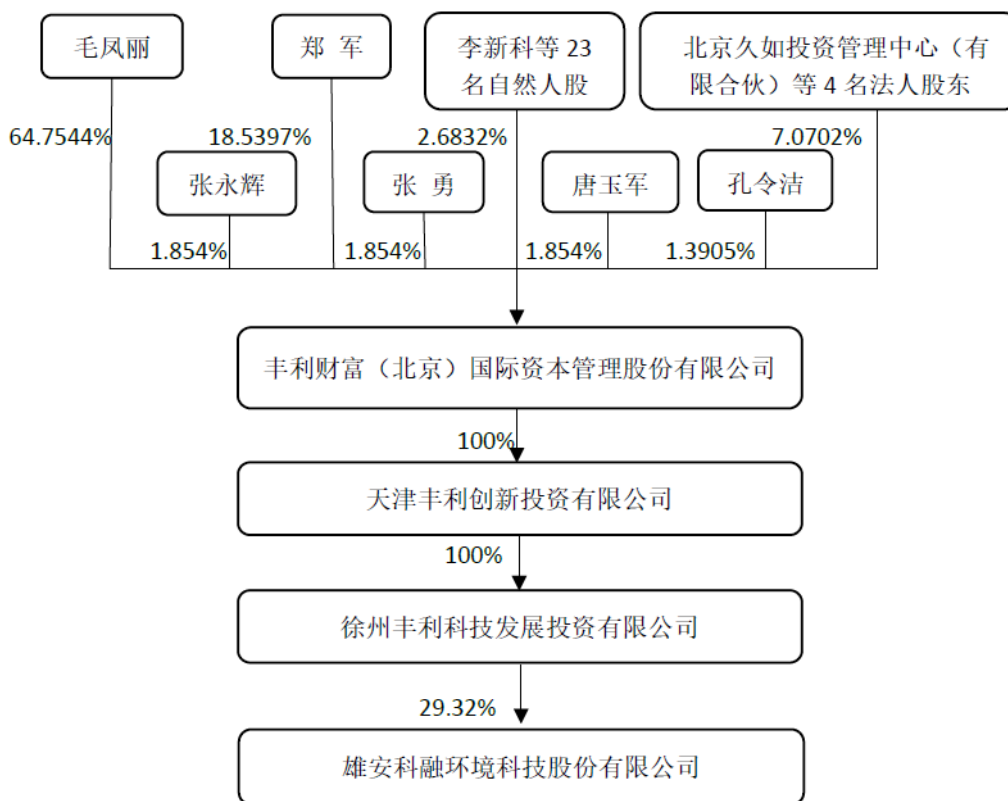 毛凤丽
郑 军
李新科等 23
名自然人股
北京久如投资管理中心（有
限合伙）等 4 名法人股东
64.7544%
18.5397%
2.6832%
7.0702%
张永辉
张 勇
唐玉军
孔令洁
1.854%
1.854%
1.854%
1.3905%
丰利财富（北京）国际资本管理股份有限公司
100%
天津丰利创新投资有限公司
100%
徐州丰利科技发展投资有限公司
29.32%
雄安科融环境科技股份有限公司